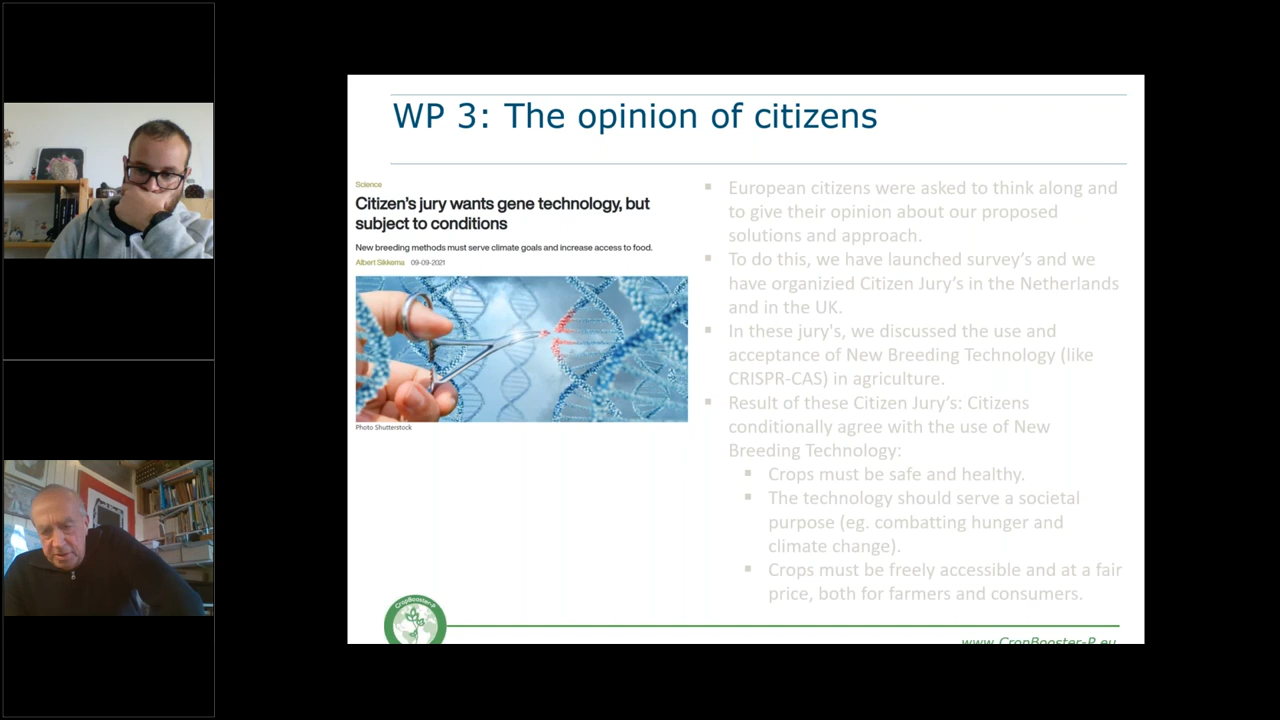 WP 3: The opinion of citizens
Science
Citizen's jury wants gene technology, but
subject to conditions
New breeding methods must serve climate goals and increase access to food.
Albert Sikkema 09-09-2021
Photo Shutterstock
▪ European citizens were asked to think along and
to give their opinion about our proposed
solutions and approach.
▪ To do this, we have launched survey's and we
have organizied Citizen Jury's in the Netherlands
and in the UK.
▪ In these jury's, we discussed the use and
acceptance of New Breeding Technology (like
CRISPR-CAS) in agriculture.
▪ Result of these Citizen Jury's: Citizens
conditionally agree with the use of New
Breeding Technology:
▪ Crops must be safe and healthy.
▪ The technology should serve a societal
purpose (eg. combatting hunger and
climate change).
▪ Crops must be freely accessible and at a fair
price, both for farmers and consumers.
CropBooster-P
www.CropBooster-P.eu